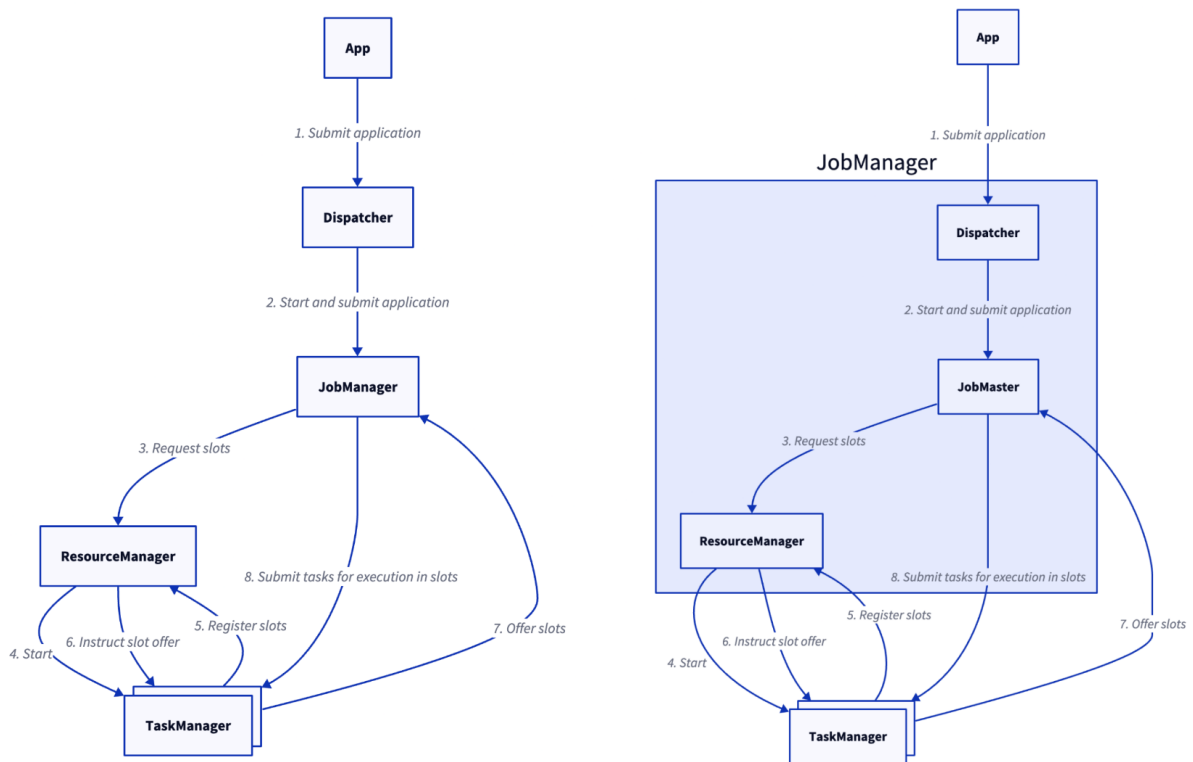 App
1. Submit application
Dispatcher
2. Start and submit application
JobManager
3. Request slots
ResourceManager
8. Submit tasks for execution in slots
5. Register slots
7. Offer slots
6. Instruct slot offer
4. Start
TaskManager
App
1. Submit application
JobManager
Dispatcher
2. Start and submit application
JobMaster
3. Request slots
ResourceManager
8. Submit tasks for execution in slots
5. Register slots
7. Offer slots
6. Instruct slot offer
4. Start
TaskManager